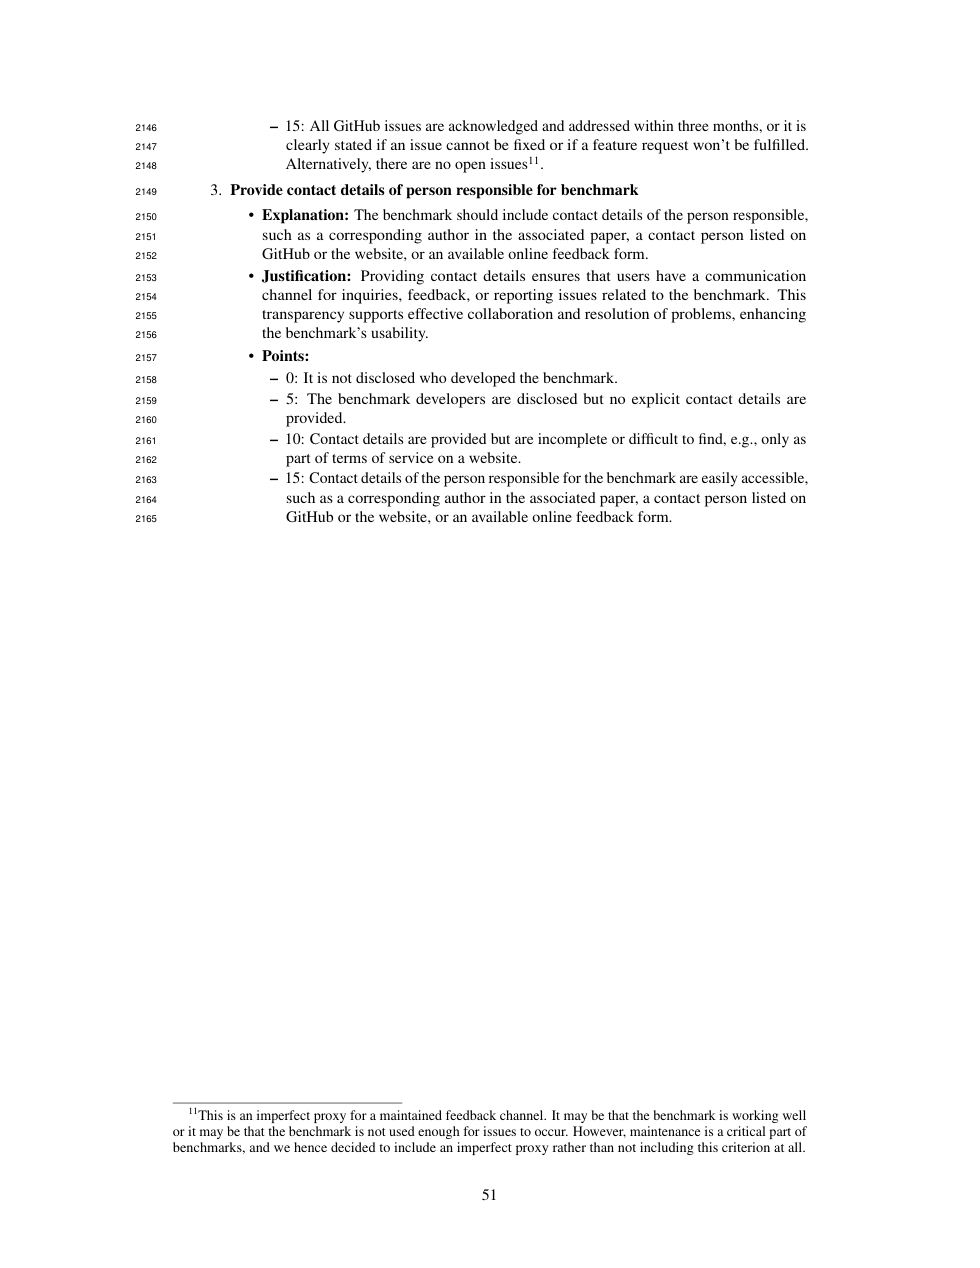 2146 – 15: All GitHub issues are acknowledged and addressed within three months, or it is
2147 clearly stated if an issue cannot be fixed or if a feature request won't be fulfilled.
2148 Alternatively, there are no open issues¹¹.
2149 3. Provide contact details of person responsible for benchmark
2150 • Explanation: The benchmark should include contact details of the person responsible,
2151 such as a corresponding author in the associated paper, a contact person listed on
2152 GitHub or the website, or an available online feedback form.
2153 • Justification: Providing contact details ensures that users have a communication
2154 channel for inquiries, feedback, or reporting issues related to the benchmark. This
2155 transparency supports effective collaboration and resolution of problems, enhancing
2156 the benchmark's usability.
2157 • Points:
2158 – 0: It is not disclosed who developed the benchmark.
2159 – 5: The benchmark developers are disclosed but no explicit contact details are
2160 provided.
2161 – 10: Contact details are provided but are incomplete or difficult to find, e.g., only as
2162 part of terms of service on a website.
2163 – 15: Contact details of the person responsible for the benchmark are easily accessible,
2164 such as a corresponding author in the associated paper, a contact person listed on
2165 GitHub or the website, or an available online feedback form.
¹¹This is an imperfect proxy for a maintained feedback channel. It may be that the benchmark is working well
or it may be that the benchmark is not used enough for issues to occur. However, maintenance is a critical part of
benchmarks, and we hence decided to include an imperfect proxy rather than not including this criterion at all.
51